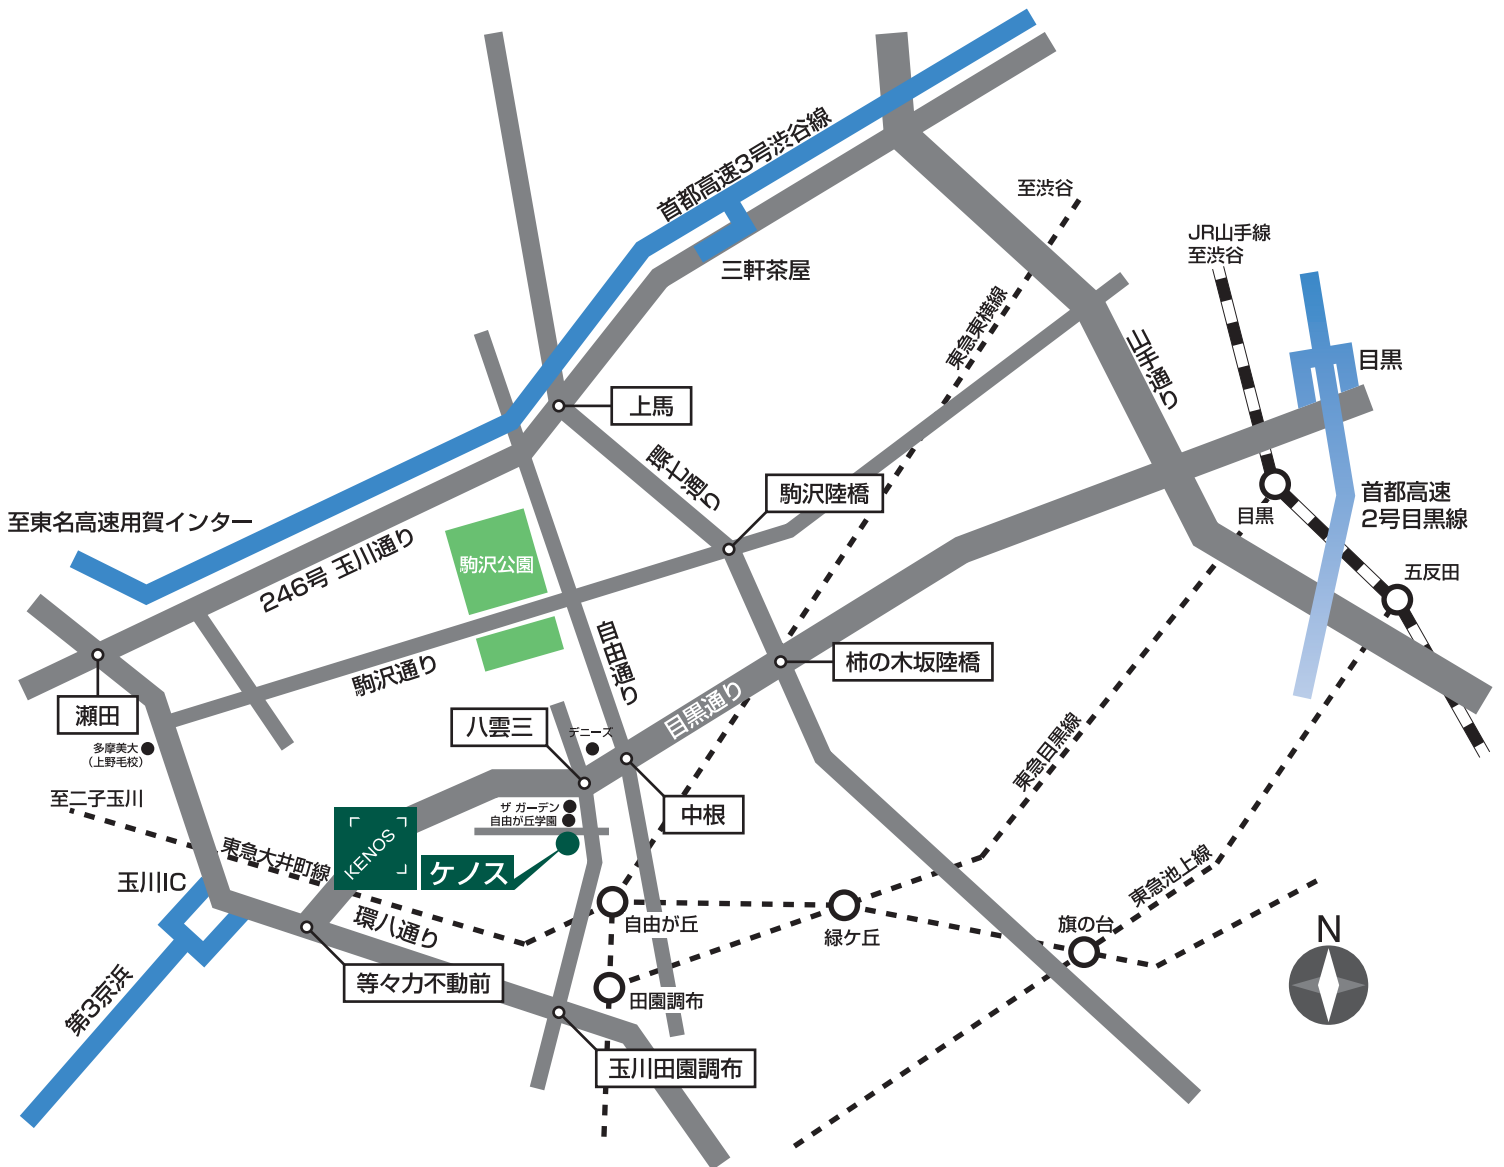 首都高速3号渋谷線
至渋谷
JR山手線
至渋谷
三軒茶屋
東急東横線
山手通り
目黒
上馬
環七通り
駒沢陸橋
首都高速
2号目黒線
目黒
至東名高速用賀インター
246号 玉川通り
駒沢公園
五反田
自由通り
柿の木坂陸橋
駒沢通り
目黒通り
瀬田
八雲三
デニーズ
多摩美大
(上野毛校)
東急目黒線
至二子玉川
ザ ガーデン
自由が丘学園
中根
KENOS
ケノス
東急大井町線
東急池上線
玉川IC
環八通り
自由が丘
緑ケ丘
旗の台
N
等々力不動前
田園調布
第3京浜
玉川田園調布